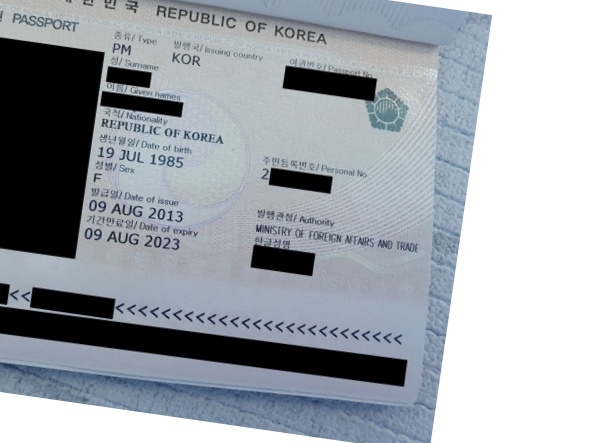 한민국 REPUBLIC OF KOREA
PASSPORT
종류/ Type 발행국/ Issuing country 여권번호/ Passport No.
PM KOR
성/ Surname
이름/ Given names
국적/ Nationality
REPUBLIC OF KOREA
생년월일/ Date of birth 주민등록번호/ Personal No
19 JUL 1985 2
성별/ Sex
F
발급일/ Date of issue 발행관청/ Authority
09 AUG 2013 MINISTRY OF FOREIGN AFFAIRS AND TRADE
기간만료일/ Date of expiry 한글성명
09 AUG 2023
<< <<<<<<<<<<<<<<<<<<<<<<<<<<<<